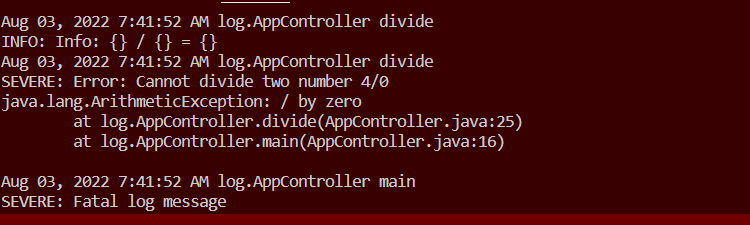 Aug 03, 2022 7:41:52 AM log.AppController divide
INFO: Info: {} / {} = {}
Aug 03, 2022 7:41:52 AM log.AppController divide
SEVERE: Error: Cannot divide two number 4/0
java.lang.ArithmeticException: / by zero
        at log.AppController.divide(AppController.java:25)
        at log.AppController.main(AppController.java:16)

Aug 03, 2022 7:41:52 AM log.AppController main
SEVERE: Fatal log message